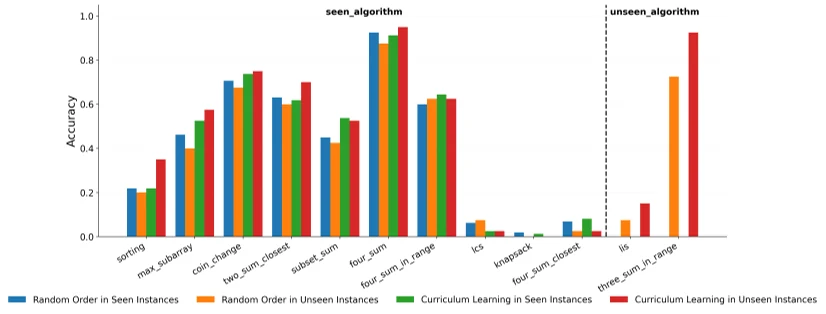 seen_algorithm
unseen_algorithm
Accuracy
1.0
0.8
0.6
0.4
0.2
0.0
sorting
max_subarray
coin_change
two_sum_closest
subset_sum
four_sum
four_sum_in_range
lcs
knapsack
four_sum_closest
lis
three_sum_in_range
Random Order in Seen Instances
Random Order in Unseen Instances
Curriculum Learning in Seen Instances
Curriculum Learning in Unseen Instances